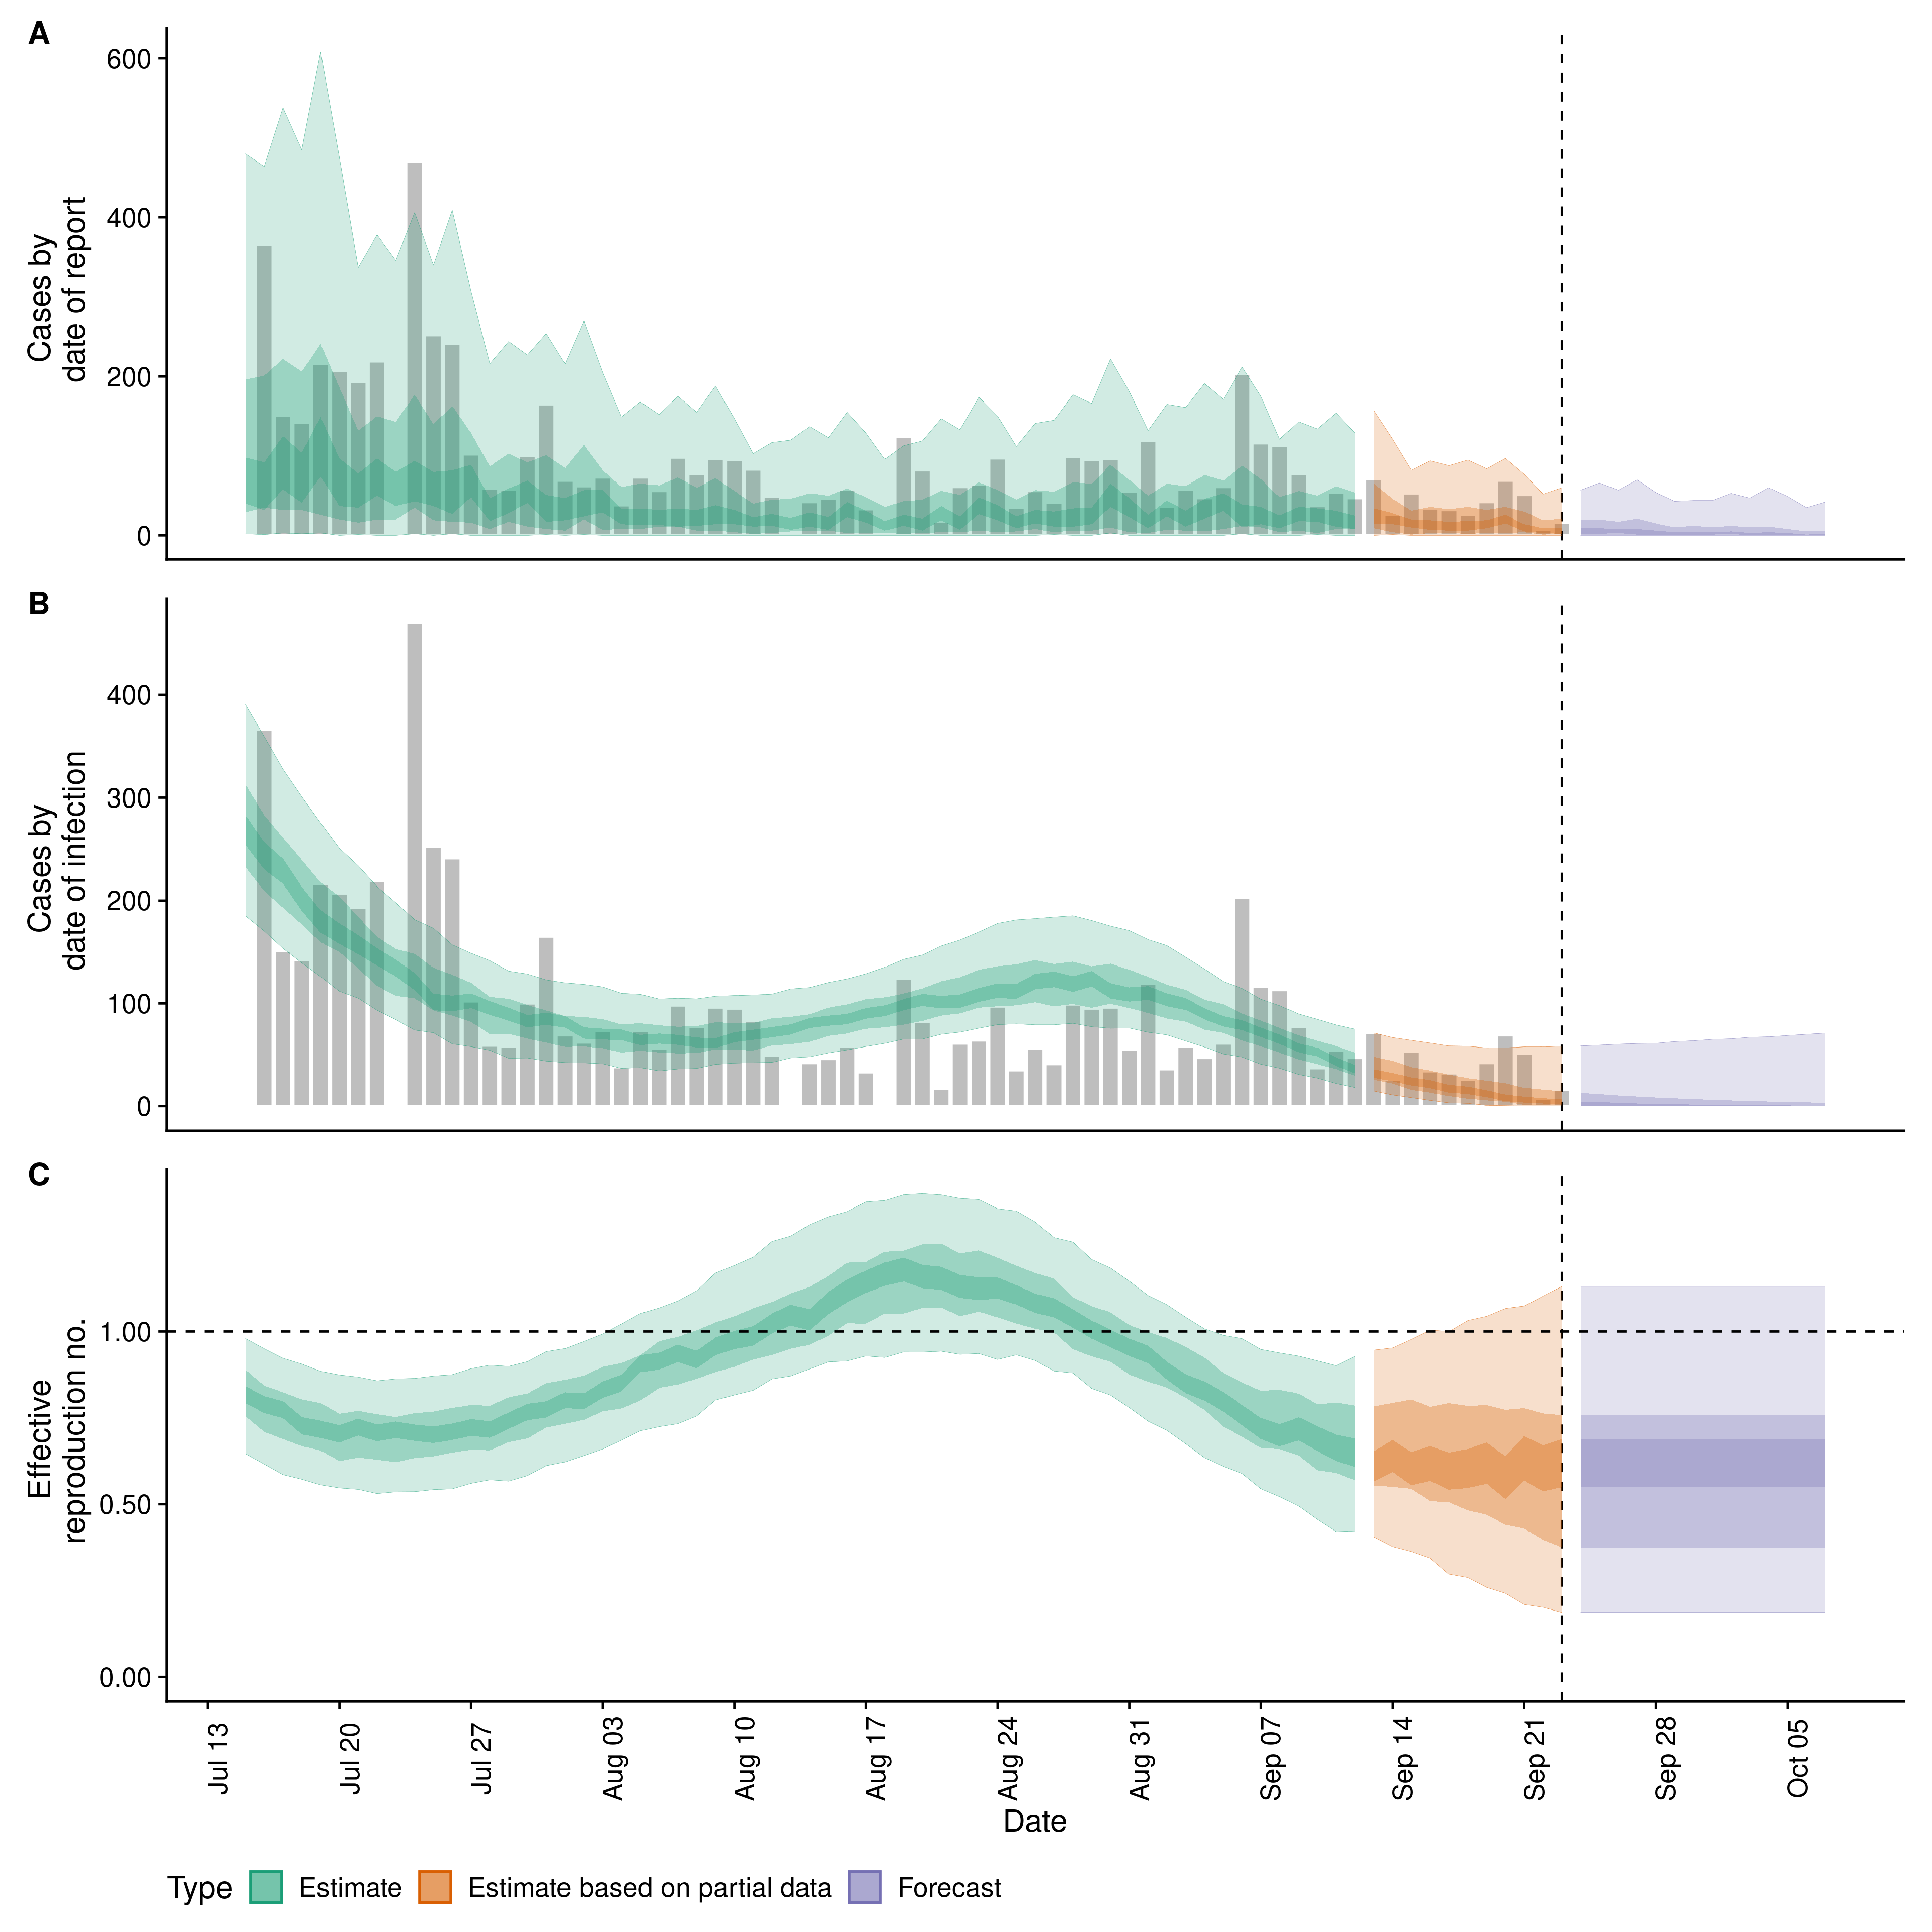 A
600
400
200
0
Cases by
date of report
B
400
300
200
100
0
Cases by
date of infection
C
1.00
0.50
0.00
Effective
reproduction no.
Jul 13
Jul 20
Jul 27
Aug 03
Aug 10
Aug 17
Aug 24
Aug 31
Sep 07
Sep 14
Sep 21
Sep 28
Oct 05
Date
Type
Estimate
Estimate based on partial data
Forecast